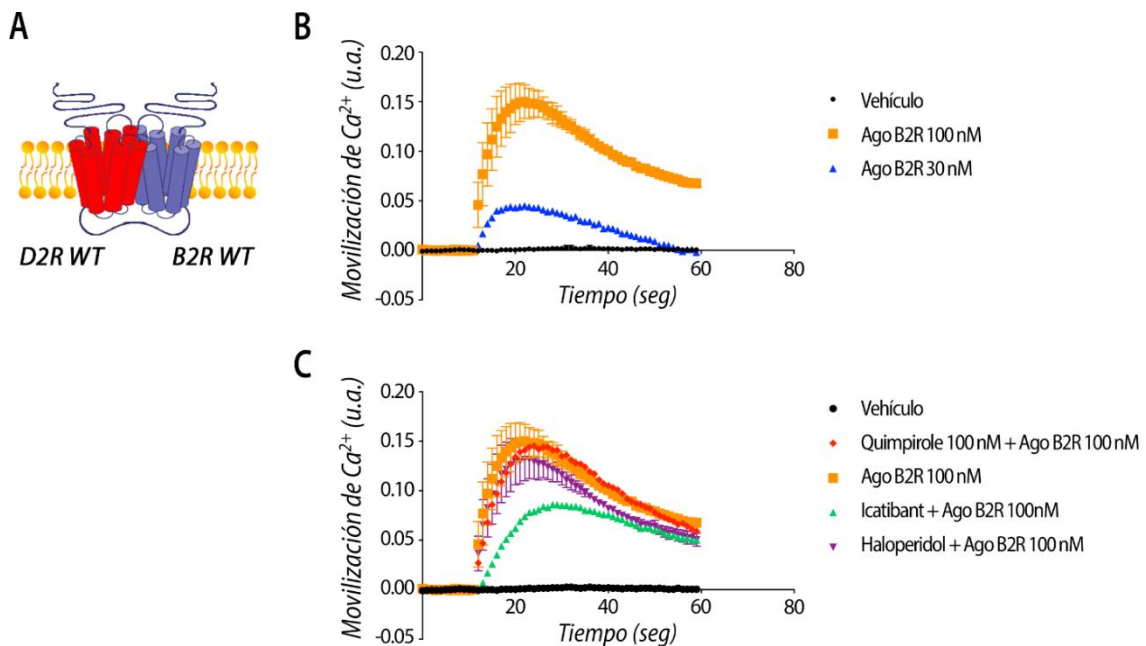 A
D2R WT
B2R WT
B
Movilización de Ca2+ (u.a.)
0.20
0.15
0.10
0.05
0.00
-0.05
20
40
60
80
Tiempo (seg)
Vehículo
Ago B2R 100 nM
Ago B2R 30 nM
C
Movilización de Ca2+ (u.a.)
0.20
0.15
0.10
0.05
0.00
-0.05
20
40
60
80
Tiempo (seg)
Vehículo
Quimpirole 100 nM + Ago B2R 100 nM
Ago B2R 100 nM
Icatibant + Ago B2R 100nM
Haloperidol + Ago B2R 100 nM